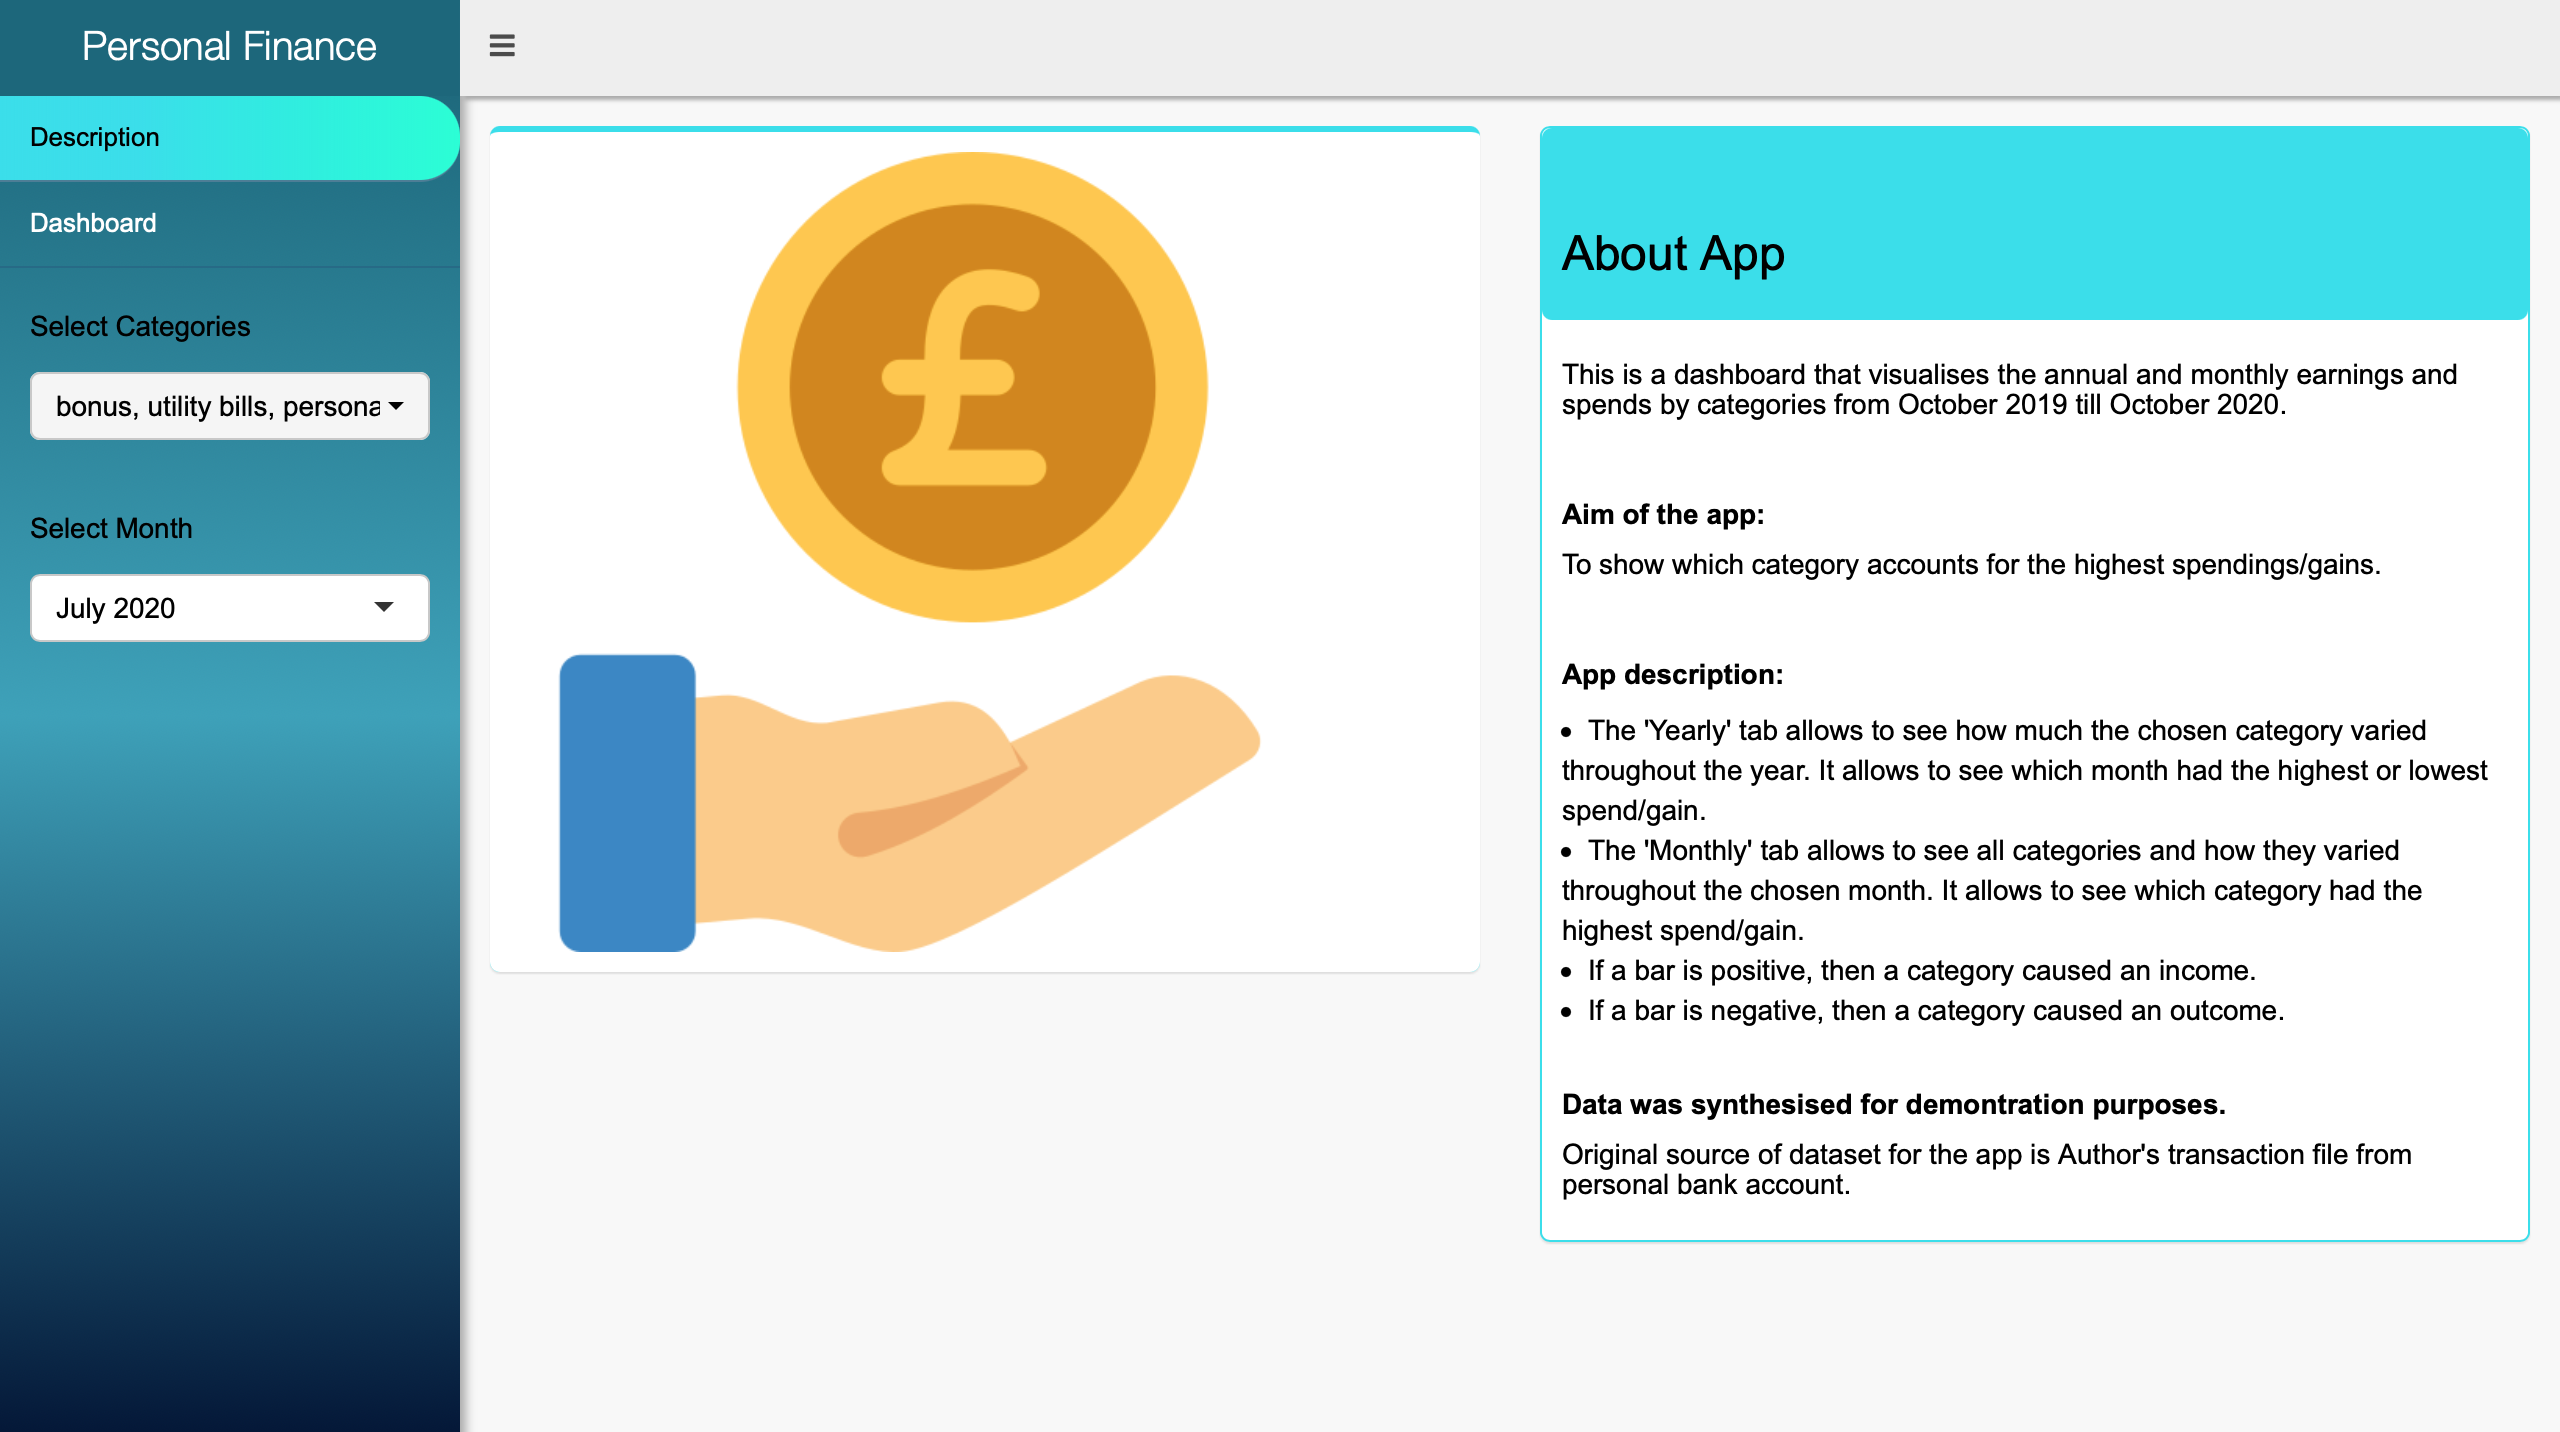 Personal Finance
Description
Dashboard
Select Categories
bonus, utility bills, persona
Select Month
July 2020
£
About App
This is a dashboard that visualises the annual and monthly earnings and
spends by categories from October 2019 till October 2020.
Aim of the app:
To show which category accounts for the highest spendings/gains.
App description:
• The 'Yearly' tab allows to see how much the chosen category varied
throughout the year. It allows to see which month had the highest or lowest
spend/gain.
• The 'Monthly' tab allows to see all categories and how they varied
throughout the chosen month. It allows to see which category had the
highest spend/gain.
• If a bar is positive, then a category caused an income.
• If a bar is negative, then a category caused an outcome.
Data was synthesised for demontration purposes.
Original source of dataset for the app is Author's transaction file from
personal bank account.